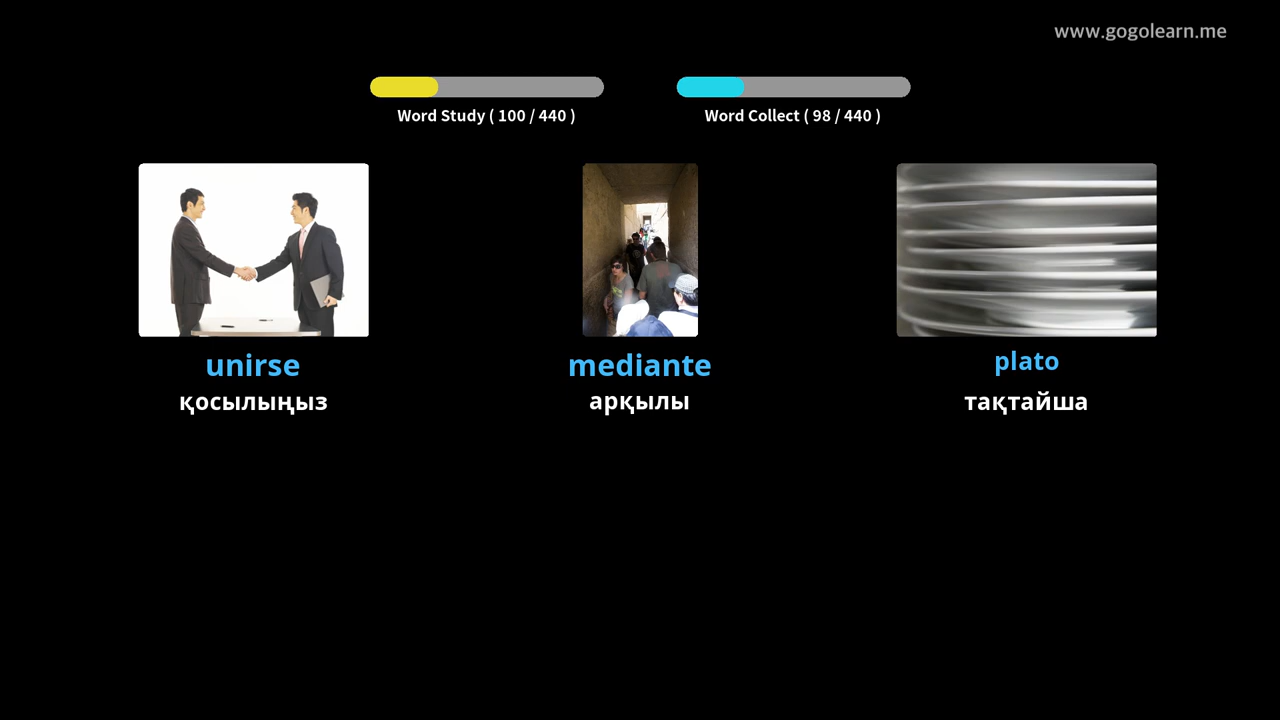 www.gogolearn.me
Word Study ( 100 / 440 )
Word Collect ( 98 / 440 )
unirse
қосылыңыз
mediante
арқылы
plato
тақтайша